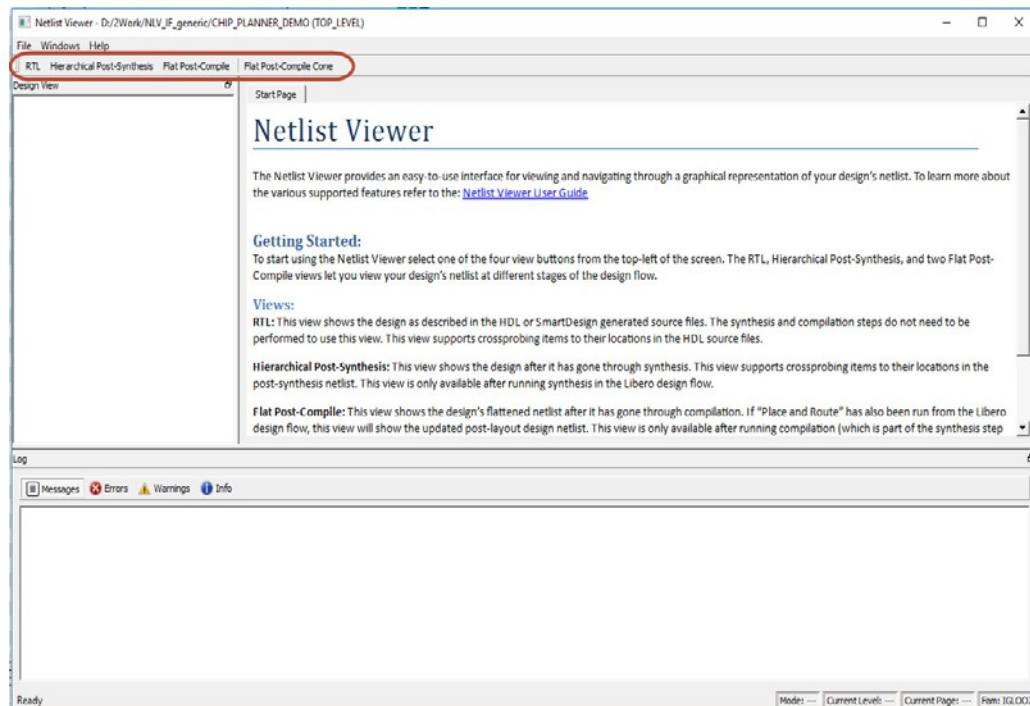 Netlist Viewer - D:/2Work/NLV_IF_generic/CHIP_PLANNER_DEMO (TOP_LEVEL)
File Windows Help
RTL Hierarchical Post-Synthesis Flat Post-Compile Flat Post-Compile Cone
Design View
Start Page
Netlist Viewer
The Netlist Viewer provides an easy-to-use interface for viewing and navigating through a graphical representation of your design's netlist. To learn more about
the various supported features refer to the: Netlist Viewer User Guide
Getting Started:
To start using the Netlist Viewer select one of the four view buttons from the top-left of the screen. The RTL, Hierarchical Post-Synthesis, and two Flat Post-
Compile views let you view your design's netlist at different stages of the design flow.
Views:
RTL: This view shows the design as described in the HDL or SmartDesign generated source files. The synthesis and compilation steps do not need to be
performed to use this view. This view supports crossprobing items to their locations in the HDL source files.
Hierarchical Post-Synthesis: This view shows the design after it has gone through synthesis. This view supports crossprobing items to their locations in the
post-synthesis netlist. This view is only available after running synthesis in the Libero design flow.
Flat Post-Compile: This view shows the design's flattened netlist after it has gone through compilation. If "Place and Route" has also been run from the Libero
design flow, this view will show the updated post-layout design netlist. This view is only available after running compilation (which is part of the synthesis step
Log
Messages Errors Warnings Info
Ready
Mode: --- Current Level: --- Current Page: --- Fam: IGLOO2